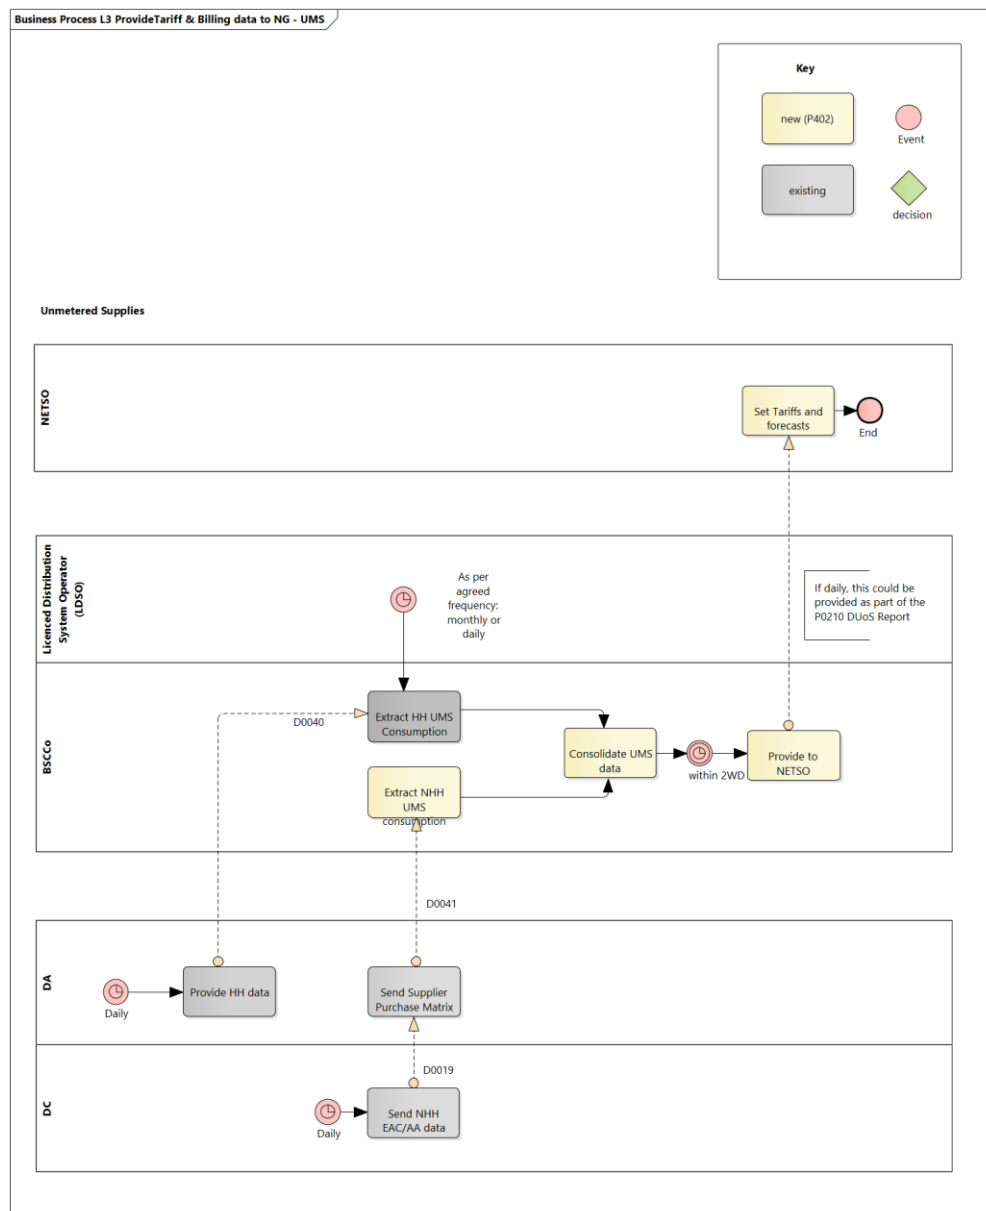 Business Process L3 ProvideTariff & Billing data to NG - UMS
Key
new (P402)
Event
existing
decision
Unmetered Supplies
NETSO
Set Tariffs and
forecasts
End
Licenced Distribution
System Operator
(LDSO)
As per
agreed
frequency:
monthly or
daily
If daily, this could be
provided as part of the
P0210 DUoS Report
BSCCo
D0040
Extract HH UMS
Consumption
Consolidate UMS
data
within 2WD
Provide to
NETSO
Extract NHH
UMS
consumption
D0041
DA
Daily
Provide HH data
Send Supplier
Purchase Matrix
D0019
DC
Daily
Send NHH
EAC/AA data